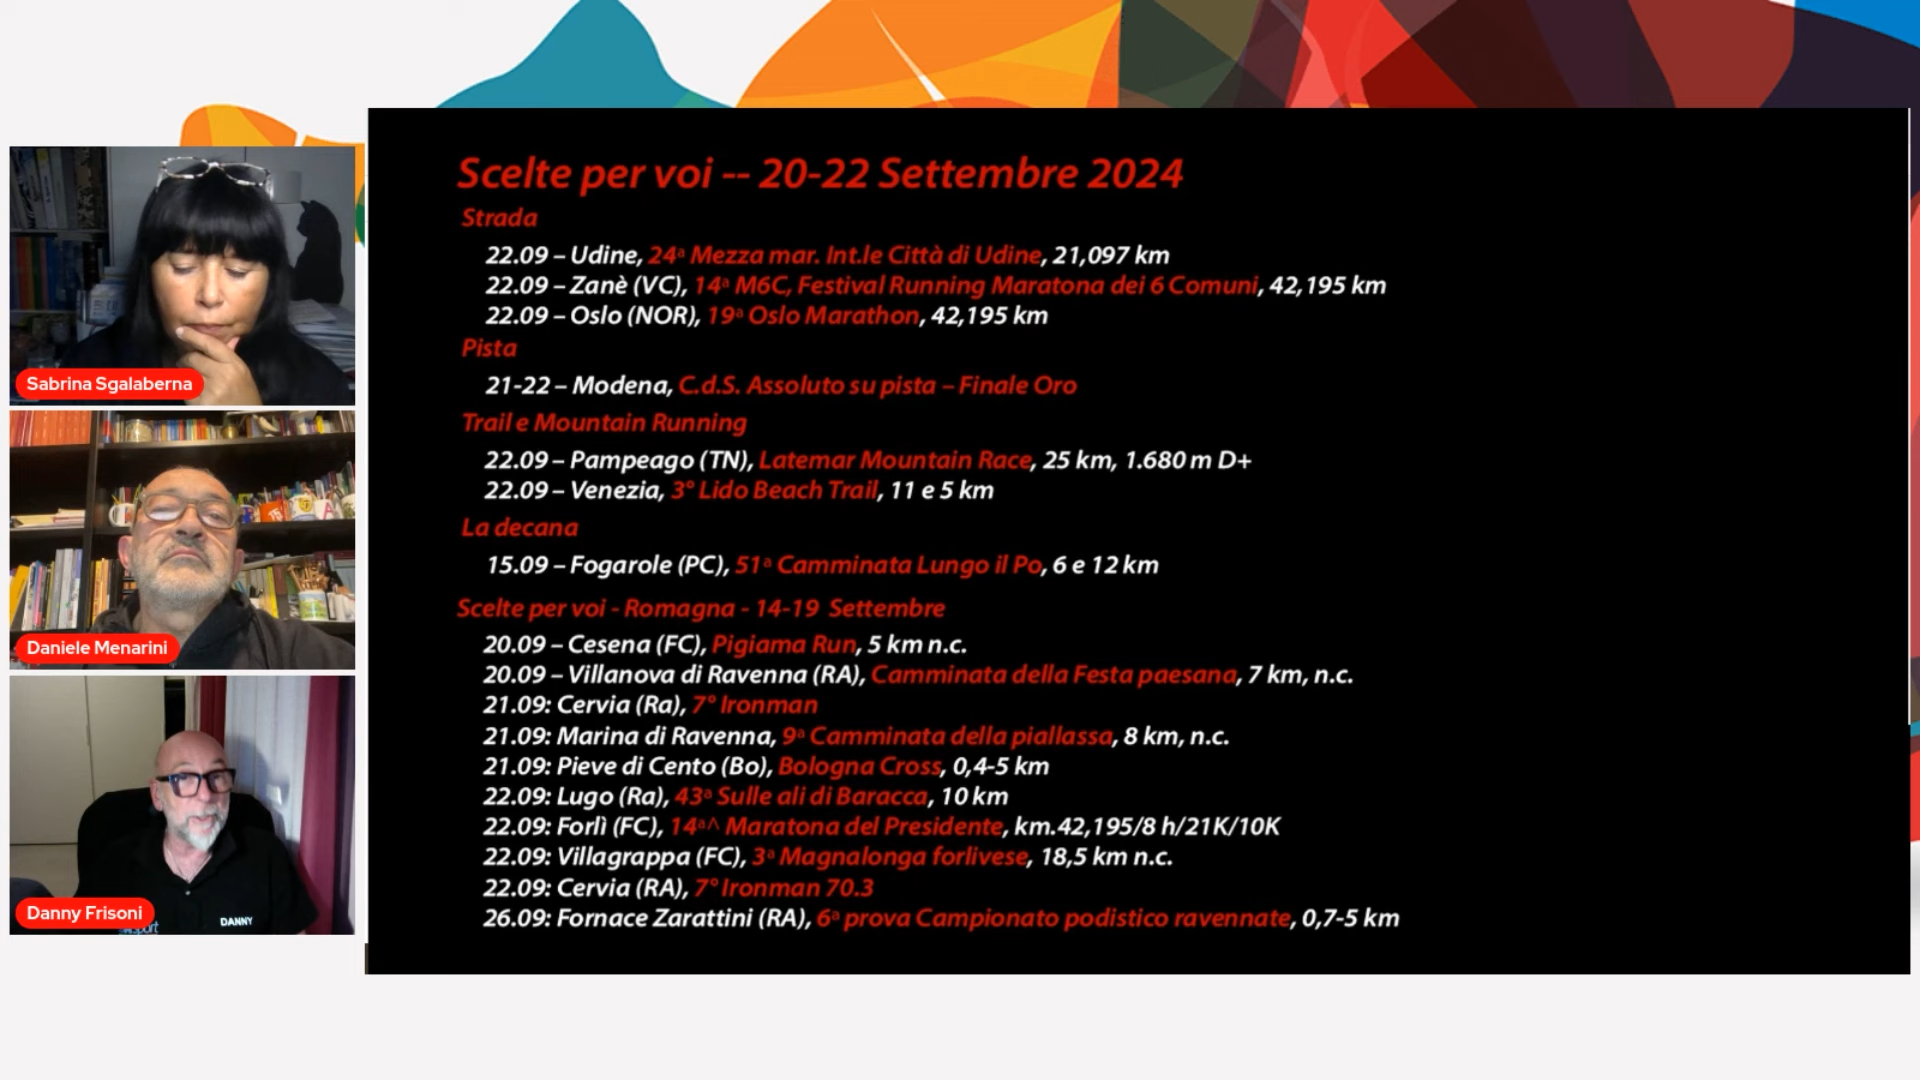 Scelte per voi -- 20-22 Settembre 2024
Strada
22.09 – Udine, 24ª Mezza mar. Int.le Città di Udine, 21,097 km
22.09 – Zanè (VC), 14ª M6C, Festival Running Maratona dei 6 Comuni, 42,195 km
22.09 – Oslo (NOR), 19ª Oslo Marathon, 42,195 km
Pista
21-22 – Modena, C.d.S. Assoluto su pista – Finale Oro
Trail e Mountain Running
22.09 – Pampeago (TN), Latemar Mountain Race, 25 km, 1.680 m D+
22.09 – Venezia, 3° Lido Beach Trail, 11 e 5 km
La decana
15.09 – Fogarole (PC), 51ª Camminata Lungo il Po, 6 e 12 km
Scelte per voi - Romagna - 14-19 Settembre
20.09 – Cesena (FC), Pigiama Run, 5 km n.c.
20.09 – Villanova di Ravenna (RA), Camminata della Festa paesana, 7 km, n.c.
21.09: Cervia (Ra), 7° Ironman
21.09: Marina di Ravenna, 9ª Camminata della piallassa, 8 km, n.c.
21.09: Pieve di Cento (Bo), Bologna Cross, 0,4-5 km
22.09: Lugo (Ra), 43ª Sulle ali di Baracca, 10 km
22.09: Forlì (FC), 14ª^ Maratona del Presidente, km.42,195/8 h/21K/10K
22.09: Villagrappa (FC), 3ª Magnalonga forlivese, 18,5 km n.c.
22.09: Cervia (RA), 7° Ironman 70.3
26.09: Fornace Zarattini (RA), 6ª prova Campionato podistico ravennate, 0,7-5 km
Sabrina Sgalaberna
Daniele Menarini
Danny Frisoni
DANNY